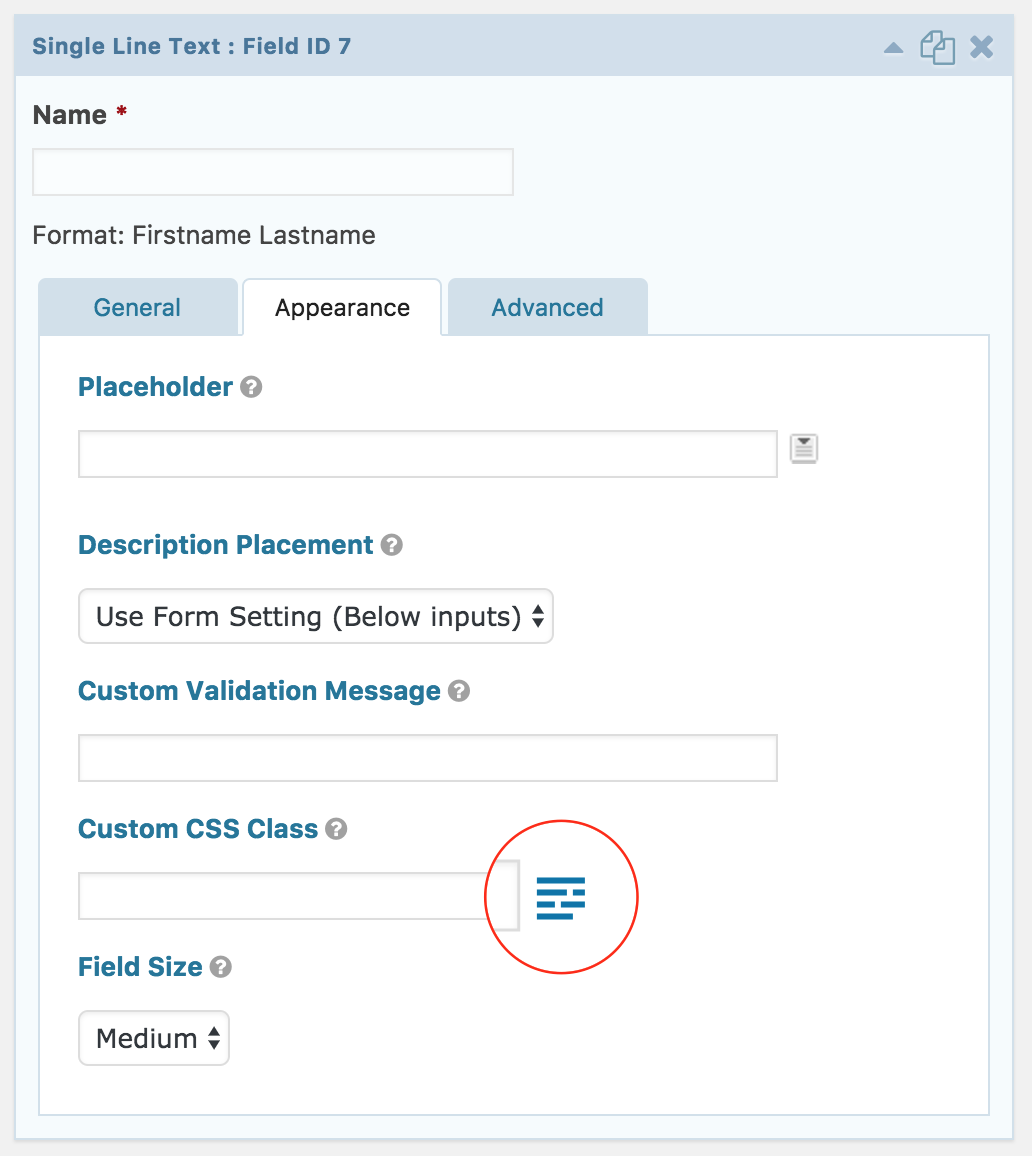 Single Line Text : Field ID 7
Name *
Format: Firstname Lastname
General Appearance Advanced
Placeholder ?
Description Placement ?
Use Form Setting (Below inputs)
Custom Validation Message ?
Custom CSS Class ?
Field Size ?
Medium